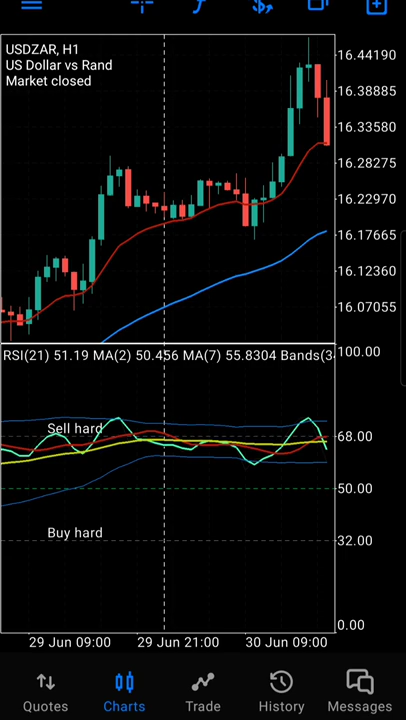 USDZAR, H1
US Dollar vs Rand
Market closed
16.44190
16.38885
16.33580
16.28275
16.22970
16.17665
16.12360
16.07055
RSI(21) 51.19 MA(2) 50.456 MA(7) 55.8304 Bands(3
100.00
Sell hard
68.00
50.00
Buy hard
32.00
0.00
29 Jun 09:00 29 Jun 21:00 30 Jun 09:00
Quotes Charts Trade History Messages